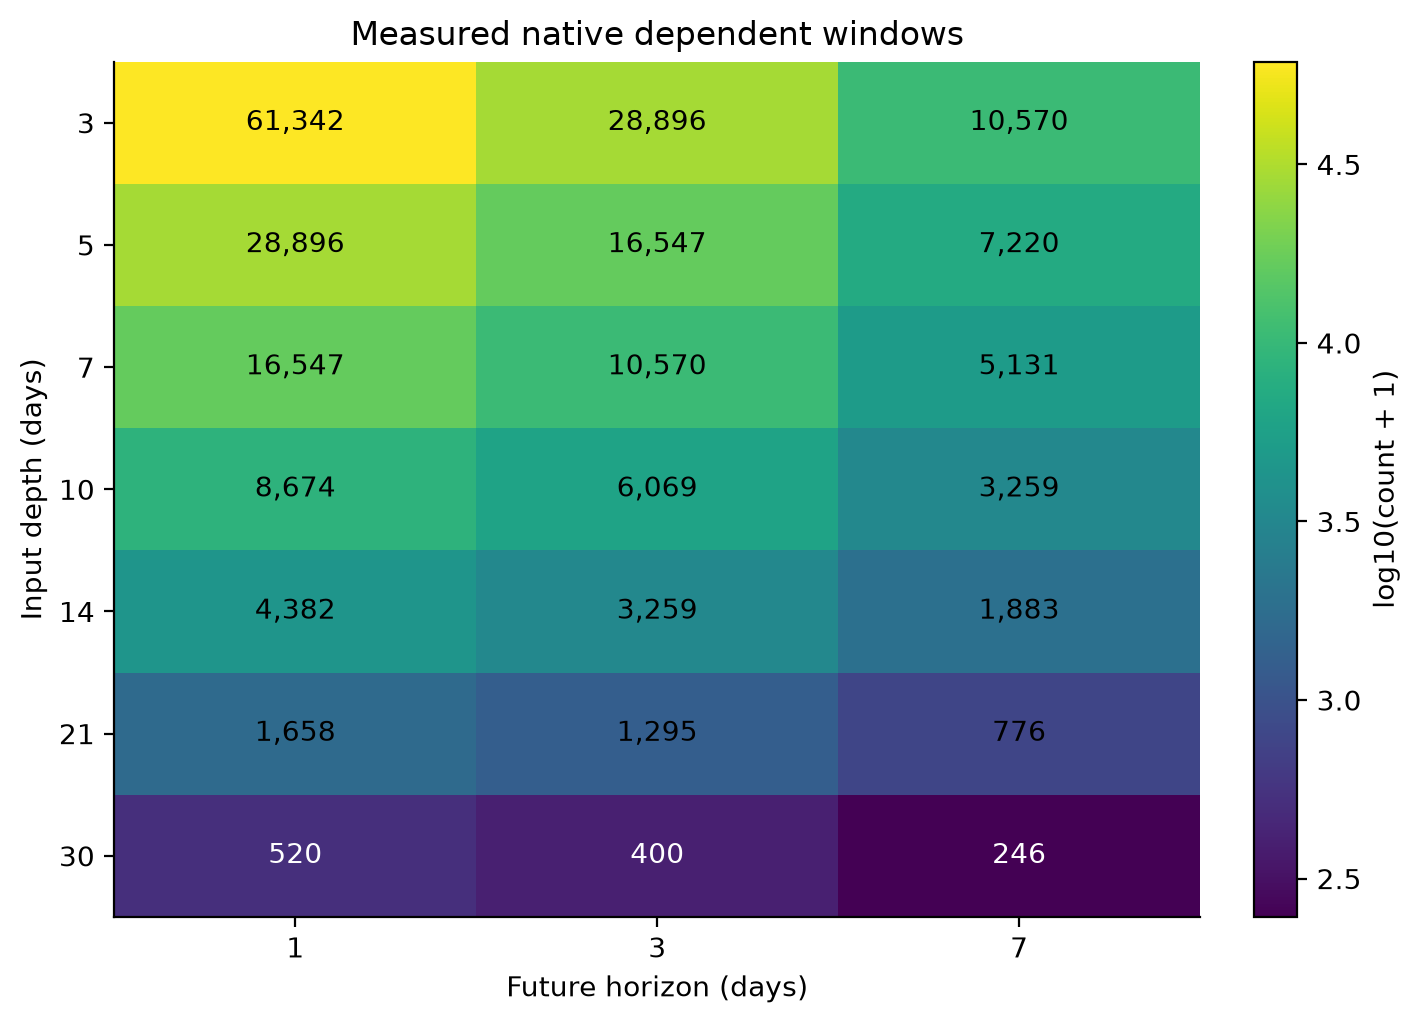 Measured native dependent windows
3 61,342 28,896 10,570 4.5
5 28,896 16,547 7,220
7 16,547 10,570 5,131 4.0
10 8,674 6,069 3,259 3.5
14 4,382 3,259 1,883
21 1,658 1,295 776 3.0
30 520 400 246 2.5
1 3 7
Future horizon (days)
Input depth (days)
log10(count + 1)